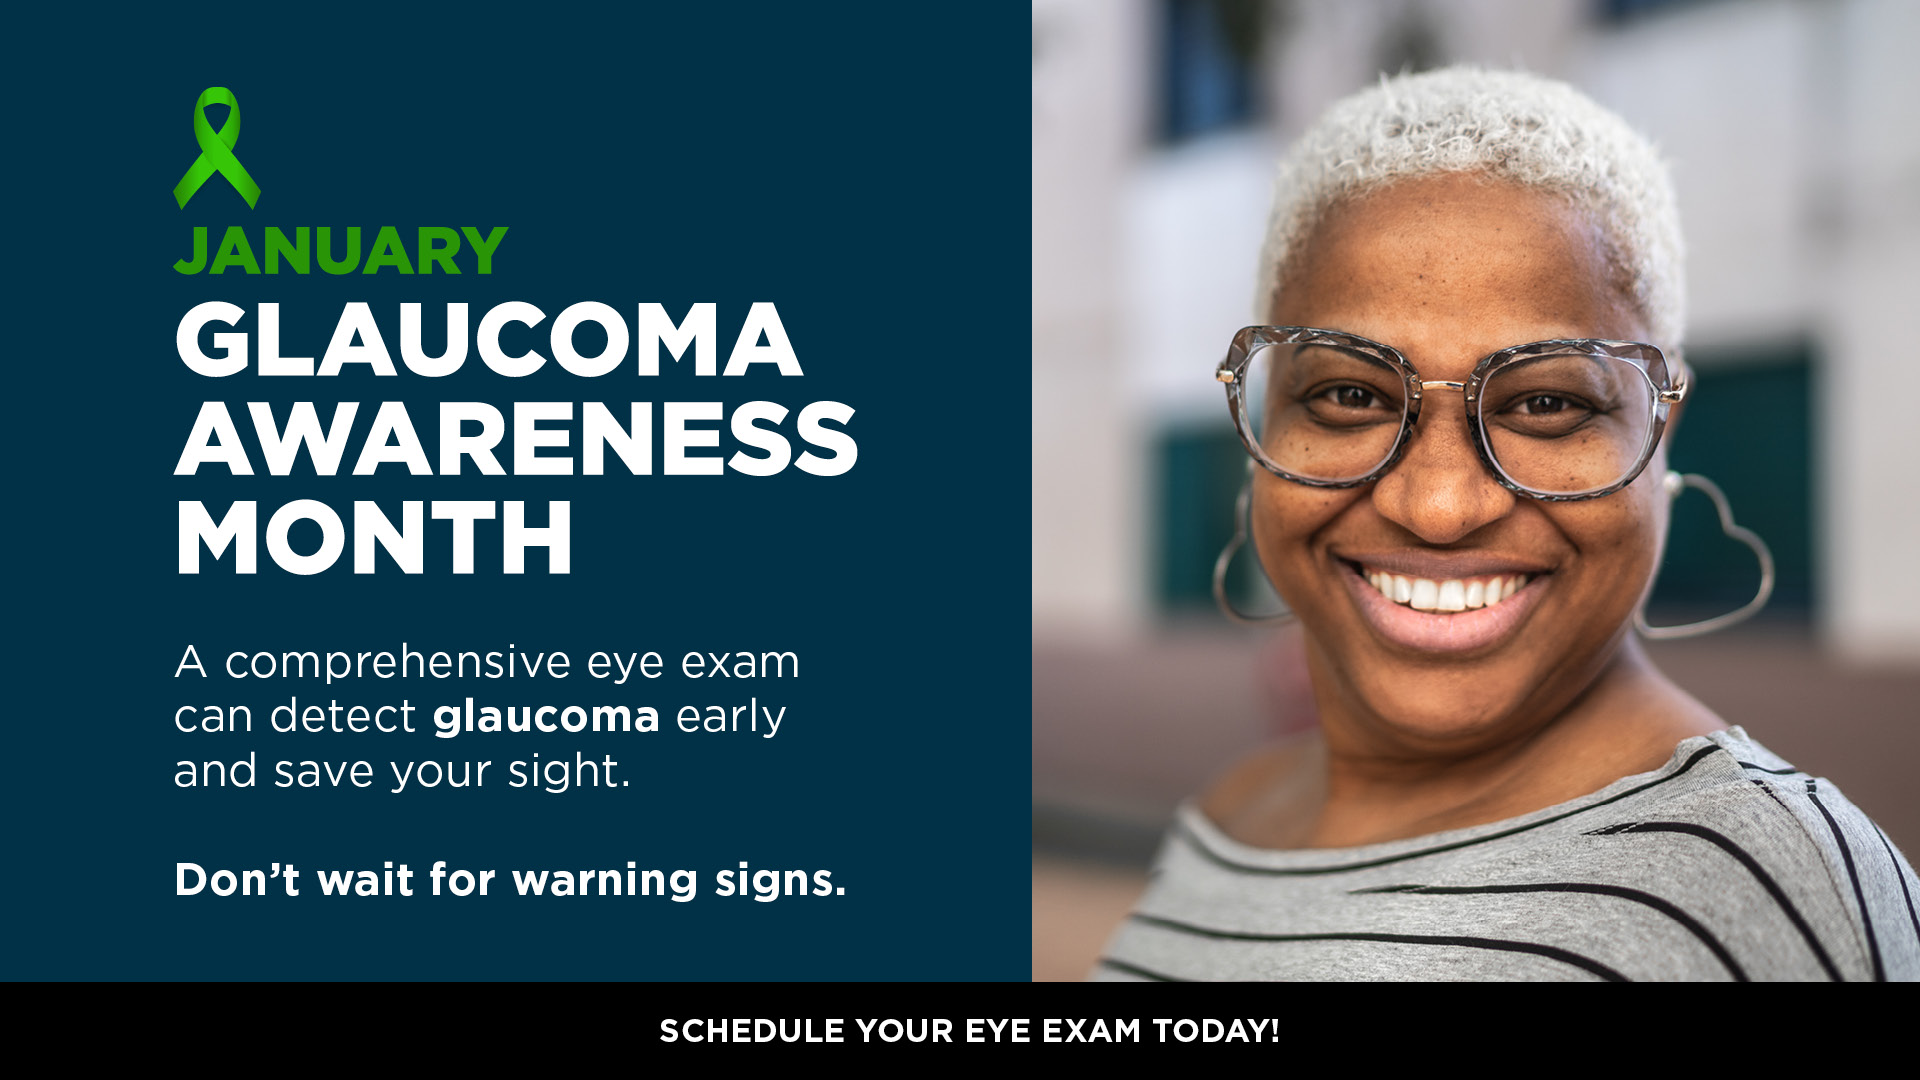 JANUARY
GLAUCOMA
AWARENESS
MONTH
A comprehensive eye exam
can detect glaucoma early
and save your sight.
Don’t wait for warning signs.
SCHEDULE YOUR EYE EXAM TODAY!